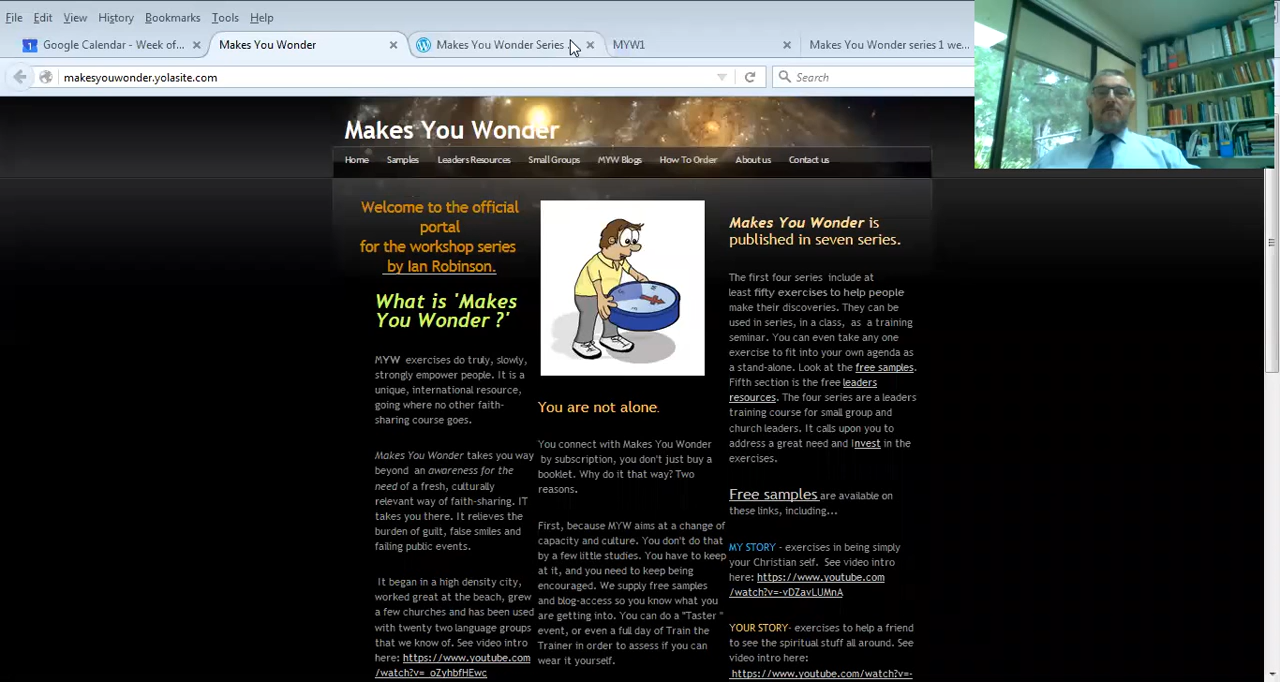 File Edit View History Bookmarks Tools Help
Google Calendar - Week of...
Makes You Wonder
Makes You Wonder Series
MYW1
Makes You Wonder series 1 we...
makesyouwonder.yolasite.com
Search
Makes You Wonder
Home Samples Leaders Resources Small Groups MYW Blogs How To Order About us Contact us
Welcome to the official
portal
for the workshop series
by Ian Robinson.
What is 'Makes
You Wonder ?'
MYW exercises do truly, slowly,
strongly empower people. It is a
unique, international resource,
going where no other faith-
sharing course goes.
Makes You Wonder takes you way
beyond an awareness for the
need of a fresh, culturally
relevant way of faith-sharing. IT
takes you there. It relieves the
burden of guilt, false smiles and
failing public events.
It began in a high density city,
worked great at the beach, grew
a few churches and has been used
with twenty two language groups
that we know of. See video intro
here: https://www.youtube.com
/watch?v=_oZyhbfHEwc
You are not alone.
You connect with Makes You Wonder
by subscription, you don't just buy a
booklet. Why do it that way? Two
reasons.
First, because MYW aims at a change of
capacity and culture. You don't do that
by a few little studies. You have to keep
at it, and you need to keep being
encouraged. We supply free samples
and blog-access so you know what you
are getting into. You can do a "Taster "
event, or even a full day of Train the
Trainer in order to assess if you can
wear it yourself.
Makes You Wonder is
published in seven series.
The first four series include at
least fifty exercises to help people
make their discoveries. They can be
used in series, in a class, as a training
seminar. You can even take any one
exercise to fit into your own agenda as
a stand-alone. Look at the free samples.
Fifth section is the free leaders
resources. The four series are a leaders
training course for small group and
church leaders. It calls upon you to
address a great need and Invest in the
exercises.
Free samples are available on
these links, including...
MY STORY - exercises in being simply
your Christian self. See video intro
here: https://www.youtube.com
/watch?v=-vDZavLUMnA
YOUR STORY- exercises to help a friend
to see the spiritual stuff all around. See
video intro here:
https://www.youtube.com/watch?v=-